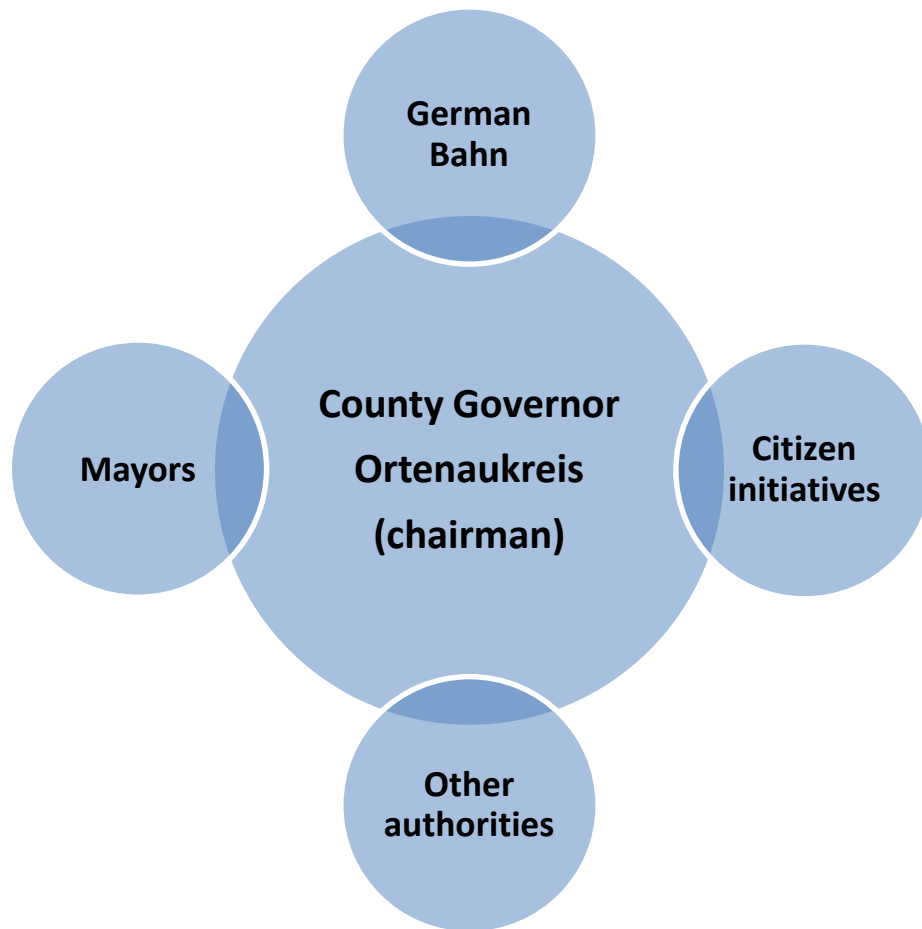 German
Bahn
County Governor
Ortenaukreis
(chairman)
Mayors
Citizen
initiatives
Other
authorities